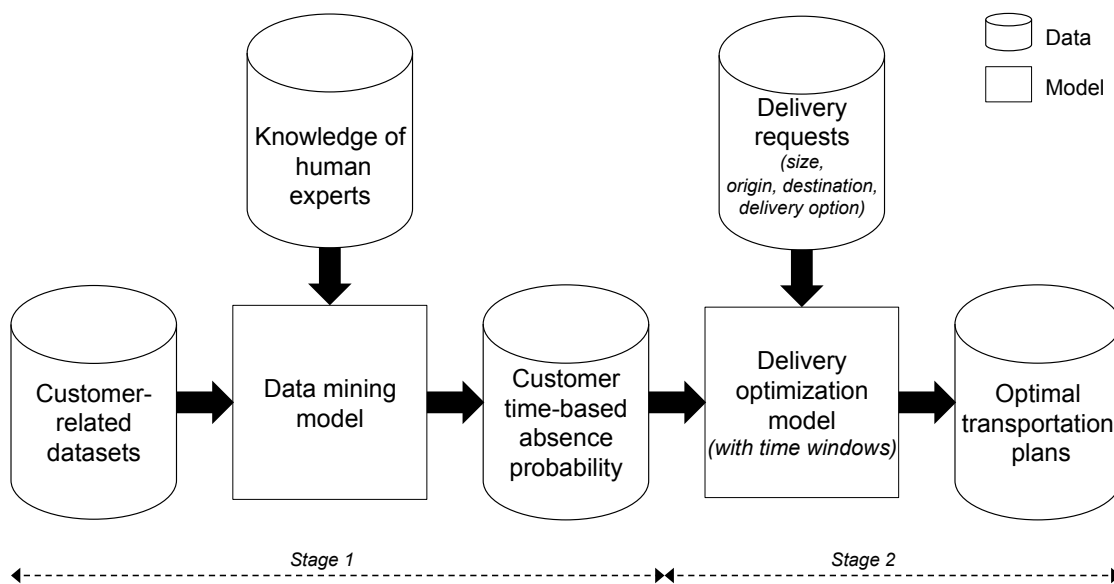 Data
Model
Knowledge of
human
experts
Delivery
requests
(size,
origin, destination,
delivery option)
Customer-
related
datasets
Data mining
model
Customer
time-based
absence
probability
Delivery
optimization
model
(with time windows)
Optimal
transportation
plans
Stage 1
Stage 2